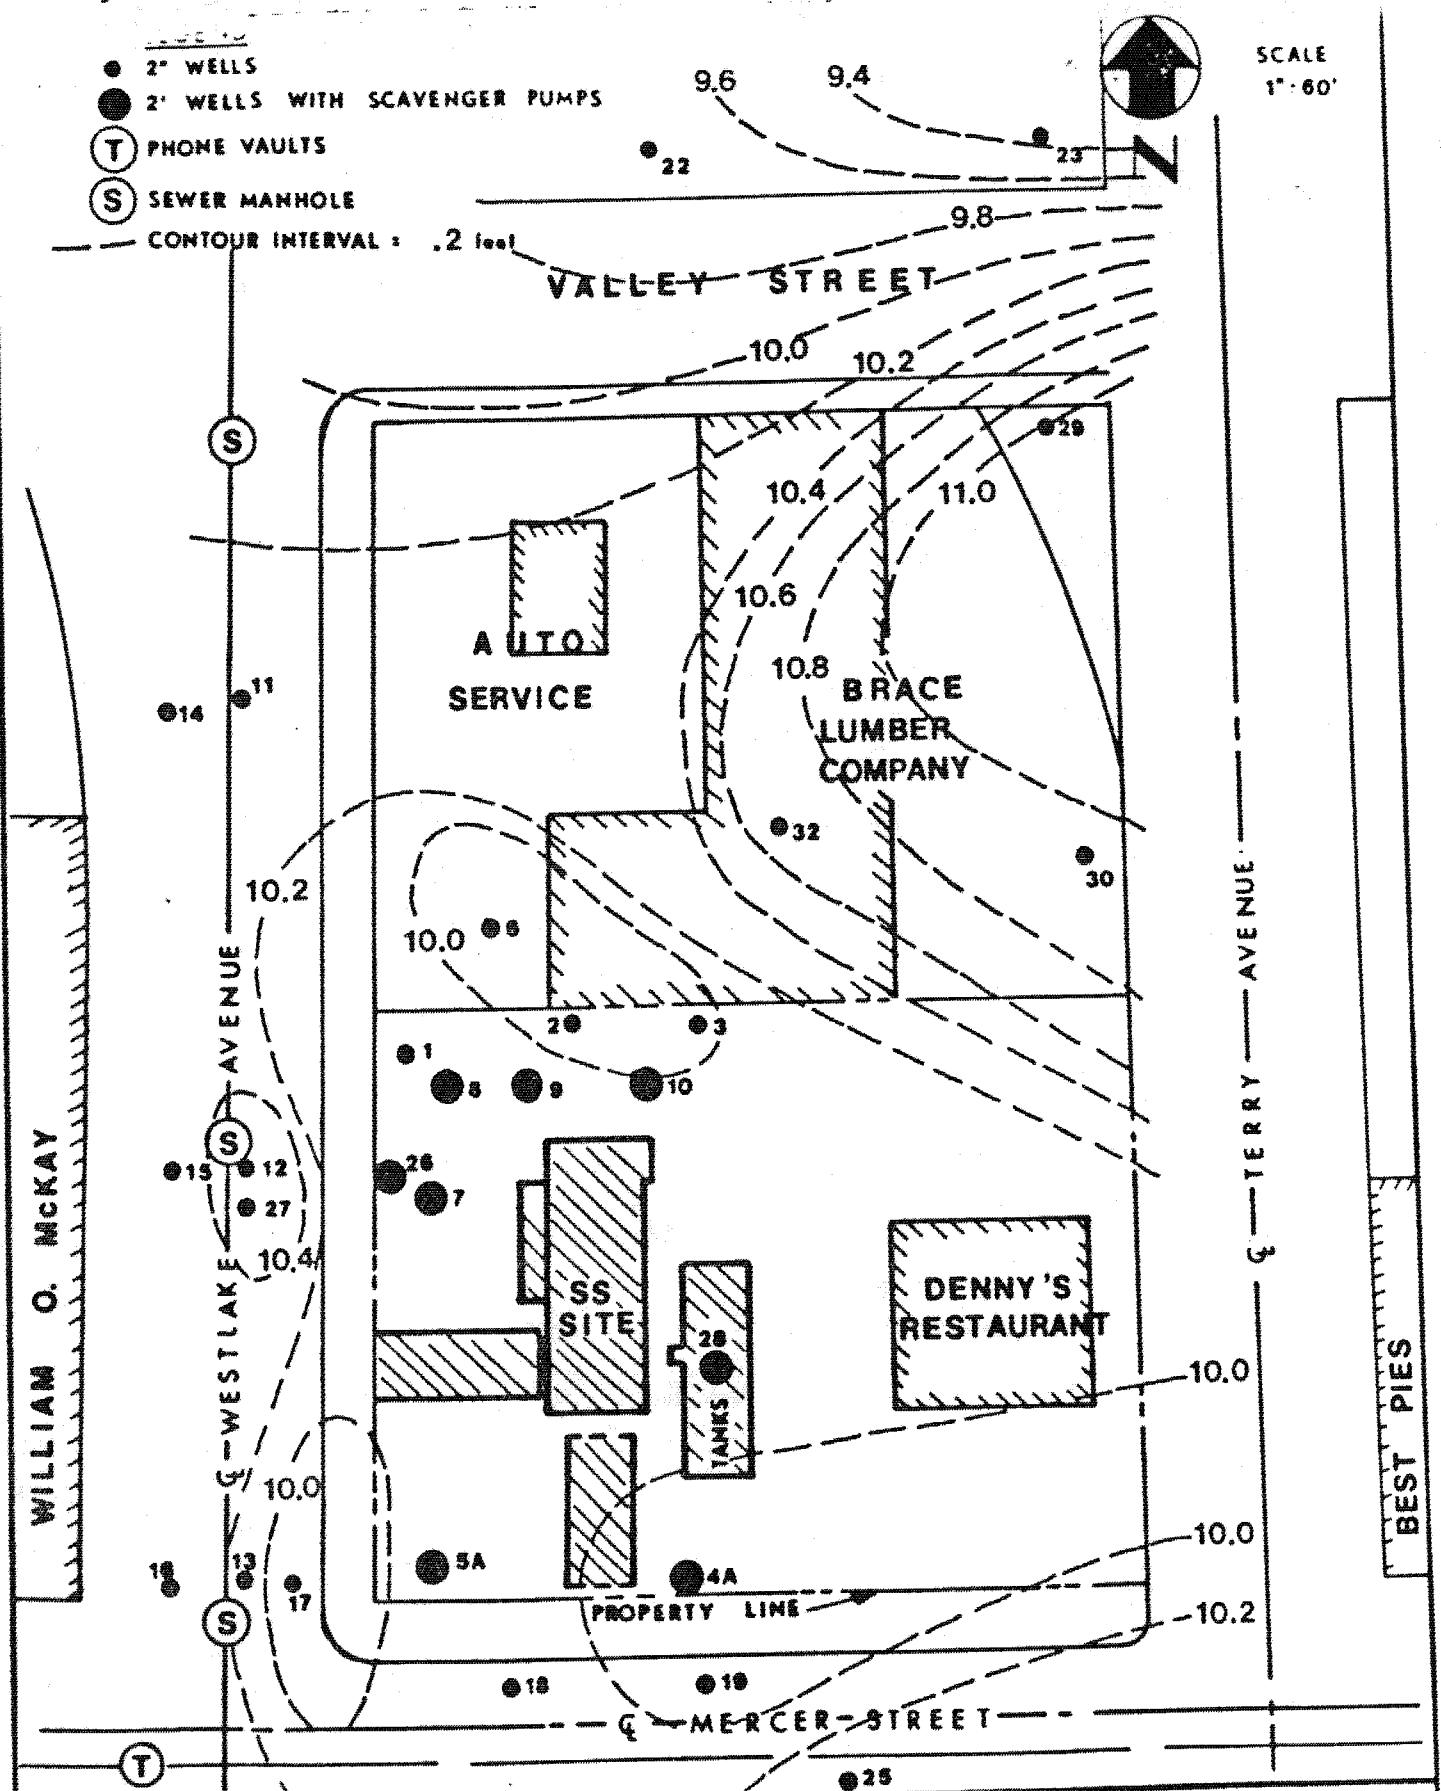 2" WELLS
2' WELLS WITH SCAVENGER PUMPS
T PHONE VAULTS
S SEWER MANHOLE
CONTOUR INTERVAL = .2 feet
SCALE
1":60'
N
9.6
9.4
22
23
9.8
VALLEY STREET
10.0
10.2
S
29
10.4
11.0
10.6
AUTO
SERVICE
10.8
BRACE
LUMBER
COMPANY
14
11
32
30
10.2
10.0
6
2
3
1
8
9
10
S
15
12
27
26
7
10.4
WILLIAM O. McKAY
℄ WESTLAKE AVENUE
℄ TERRY AVENUE
SS
SITE
28
TANKS
DENNY'S
RESTAURANT
10.0
BEST PIES
10.0
10.0
16
13
17
5A
4A
S
PROPERTY LINE
10.2
18
19
℄ MERCER STREET
T
25